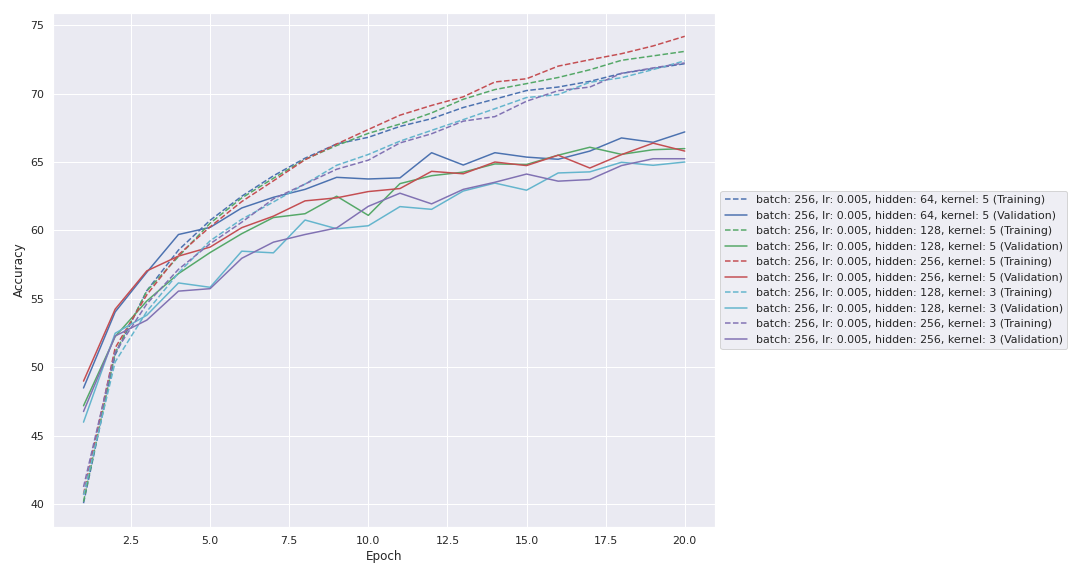 75
70
65
60
55
50
45
40
Accuracy
2.5 5.0 7.5 10.0 12.5 15.0 17.5 20.0
Epoch
batch: 256, lr: 0.005, hidden: 64, kernel: 5 (Training)
batch: 256, lr: 0.005, hidden: 64, kernel: 5 (Validation)
batch: 256, lr: 0.005, hidden: 128, kernel: 5 (Training)
batch: 256, lr: 0.005, hidden: 128, kernel: 5 (Validation)
batch: 256, lr: 0.005, hidden: 256, kernel: 5 (Training)
batch: 256, lr: 0.005, hidden: 256, kernel: 5 (Validation)
batch: 256, lr: 0.005, hidden: 128, kernel: 3 (Training)
batch: 256, lr: 0.005, hidden: 128, kernel: 3 (Validation)
batch: 256, lr: 0.005, hidden: 256, kernel: 3 (Training)
batch: 256, lr: 0.005, hidden: 256, kernel: 3 (Validation)